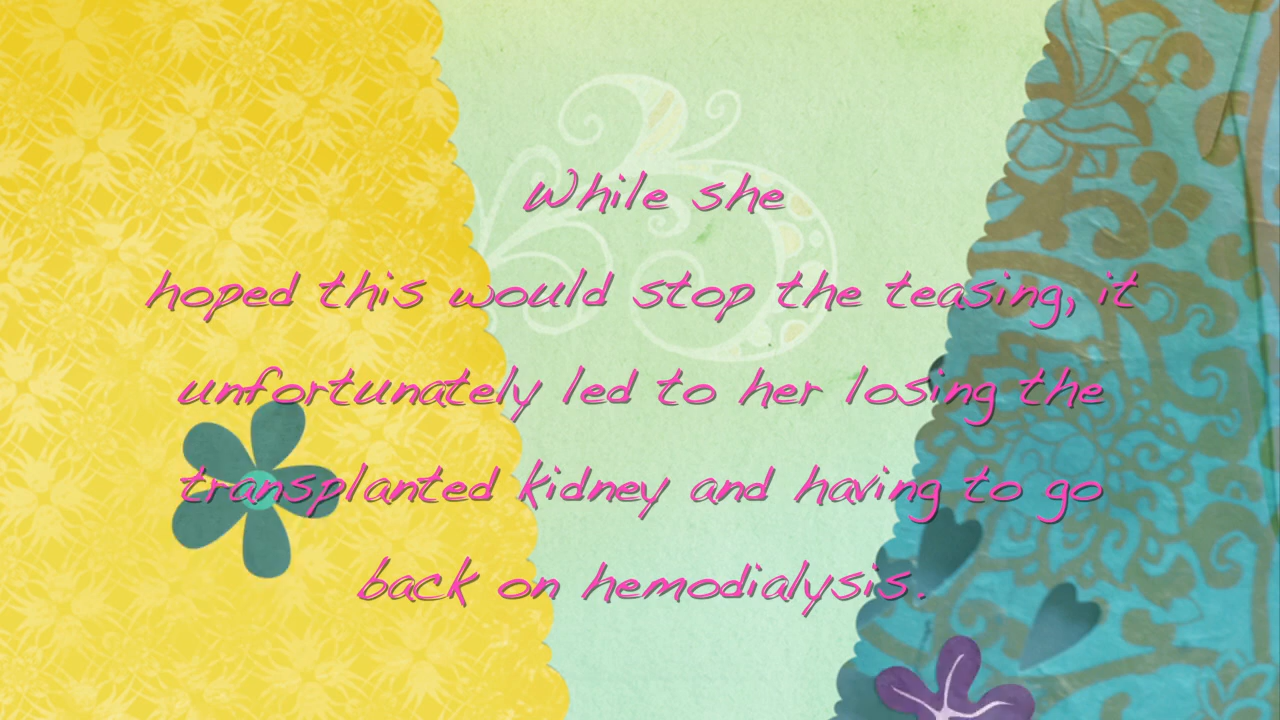 While she
hoped this would stop the teasing, it
unfortunately led to her losing the
transplanted kidney and having to go
back on hemodialysis.